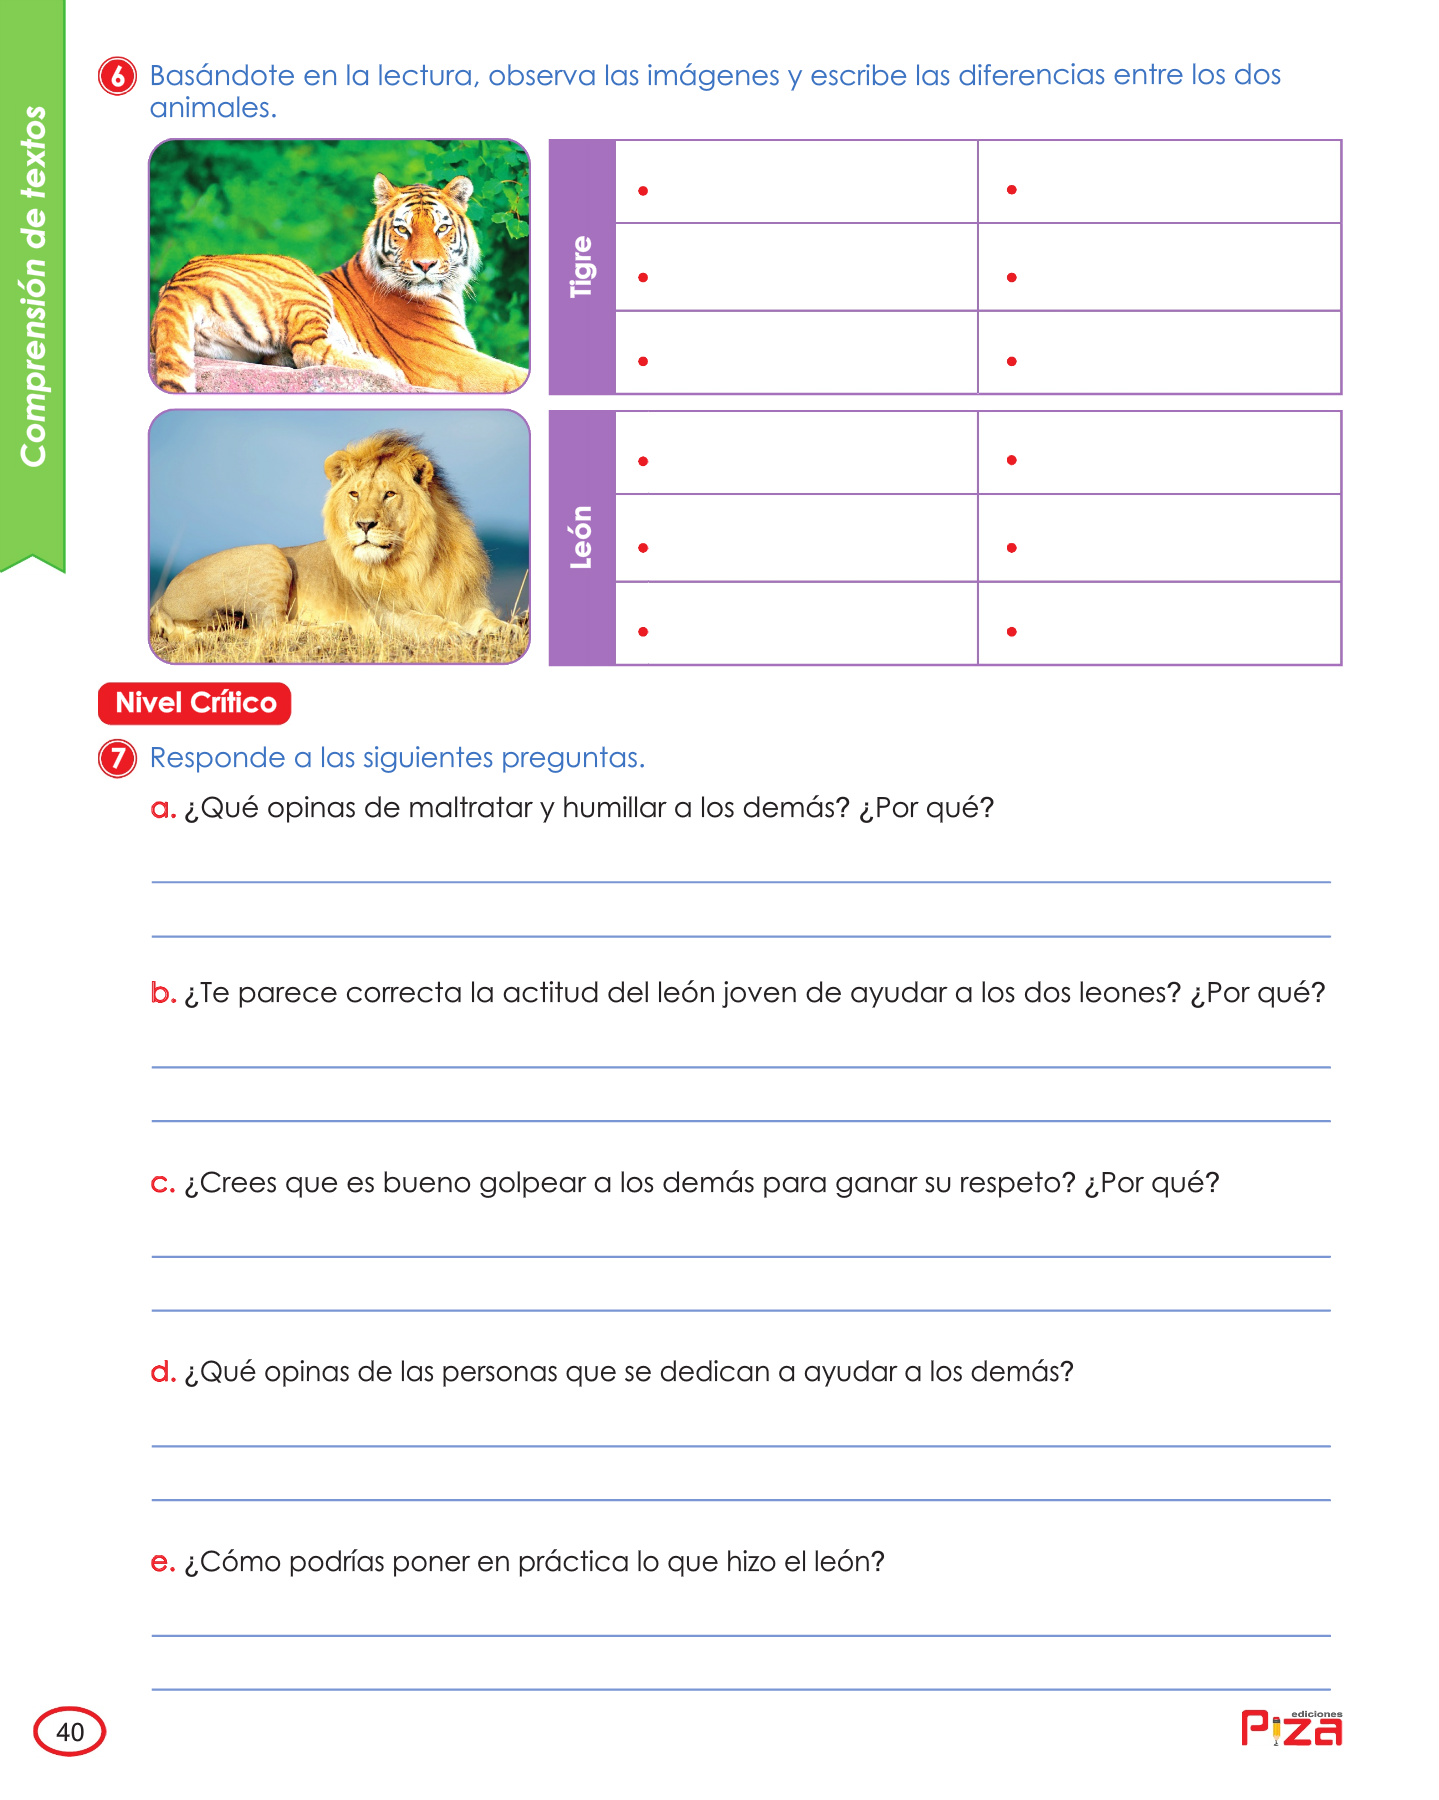 Comprensión de textos
6 Basándote en la lectura, observa las imágenes y escribe las diferencias entre los dos
animales.
Tigre
•
•
•
•
•
•
León
•
•
•
•
•
•
Nivel Crítico
7 Responde a las siguientes preguntas.
a. ¿Qué opinas de maltratar y humillar a los demás? ¿Por qué?
b. ¿Te parece correcta la actitud del león joven de ayudar a los dos leones? ¿Por qué?
c. ¿Crees que es bueno golpear a los demás para ganar su respeto? ¿Por qué?
d. ¿Qué opinas de las personas que se dedican a ayudar a los demás?
e. ¿Cómo podrías poner en práctica lo que hizo el león?
40
ediciones
Piza